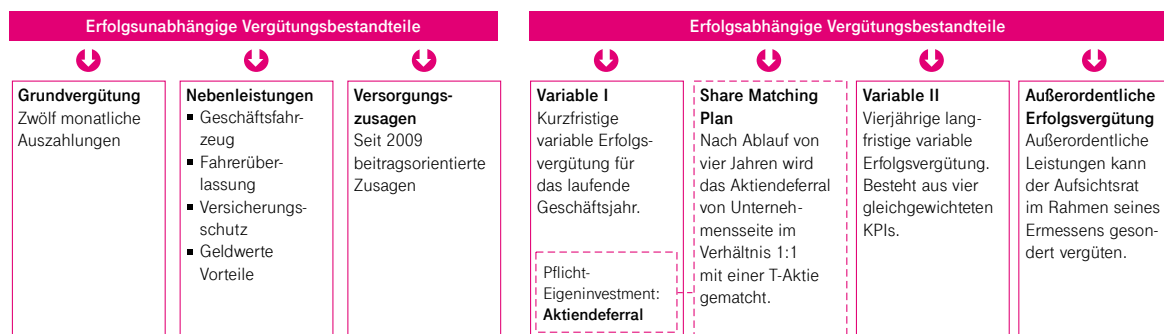 Erfolgsunabhängige Vergütungsbestandteile
Grundvergütung
Zwölf monatliche
Auszahlungen
Nebenleistungen
▪ Geschäftsfahr-
zeug
▪ Fahrerüber-
lassung
▪ Versicherungs-
schutz
▪ Geldwerte
Vorteile
Versorgungs-
zusagen
Seit 2009
beitragsorientierte
Zusagen
Erfolgsabhängige Vergütungsbestandteile
Variable I
Kurzfristige
variable Erfolgs-
vergütung für
das laufende
Geschäftsjahr.
Pflicht-
Eigeninvestment:
Aktiendeferral
Share Matching
Plan
Nach Ablauf von
vier Jahren wird
das Aktiendeferral
von Unterneh-
mensseite im
Verhältnis 1:1
mit einer T-Aktie
gematcht.
Variable II
Vierjährige lang-
fristige variable
Erfolgsvergütung.
Besteht aus vier
gleichgewichteten
KPIs.
Außerordentliche
Erfolgsvergütung
Außerordentliche
Leistungen kann
der Aufsichtsrat
im Rahmen seines
Ermessens geson-
dert vergüten.